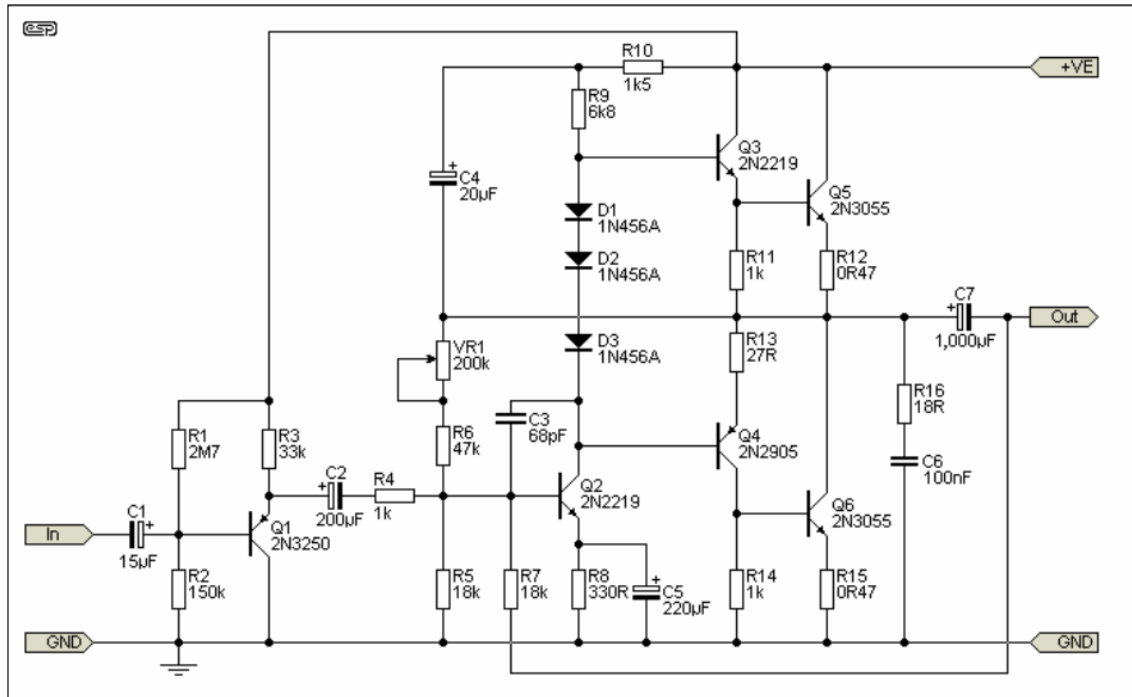 esp
R10
1k5
+VE
R9
6k8
Q3
2N2219
C4
20µF
Q5
2N3055
D1
1N456A
D2
1N456A
R11
1k
R12
0R47
C7
1,000µF
Out
VR1
200k
D3
1N456A
R13
27R
R16
18R
R1
2M7
R3
33k
C3
68pF
R6
47k
Q4
2N2905
C6
100nF
C2
200µF
R4
1k
Q2
2N2219
In
C1
15µF
Q1
2N3250
Q6
2N3055
R2
150k
R5
18k
R7
18k
R8
330R
C5
220µF
R14
1k
R15
0R47
GND
GND